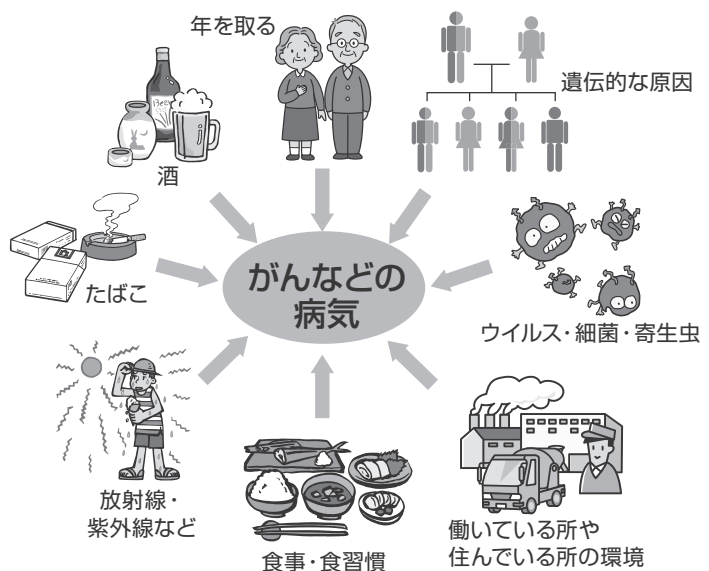 年を取る
遺伝的な原因
酒
Beer
たばこ
がんなどの
病気
ウイルス・細菌・寄生虫
放射線・
紫外線など
食事・食習慣
働いている所や
住んでいる所の環境